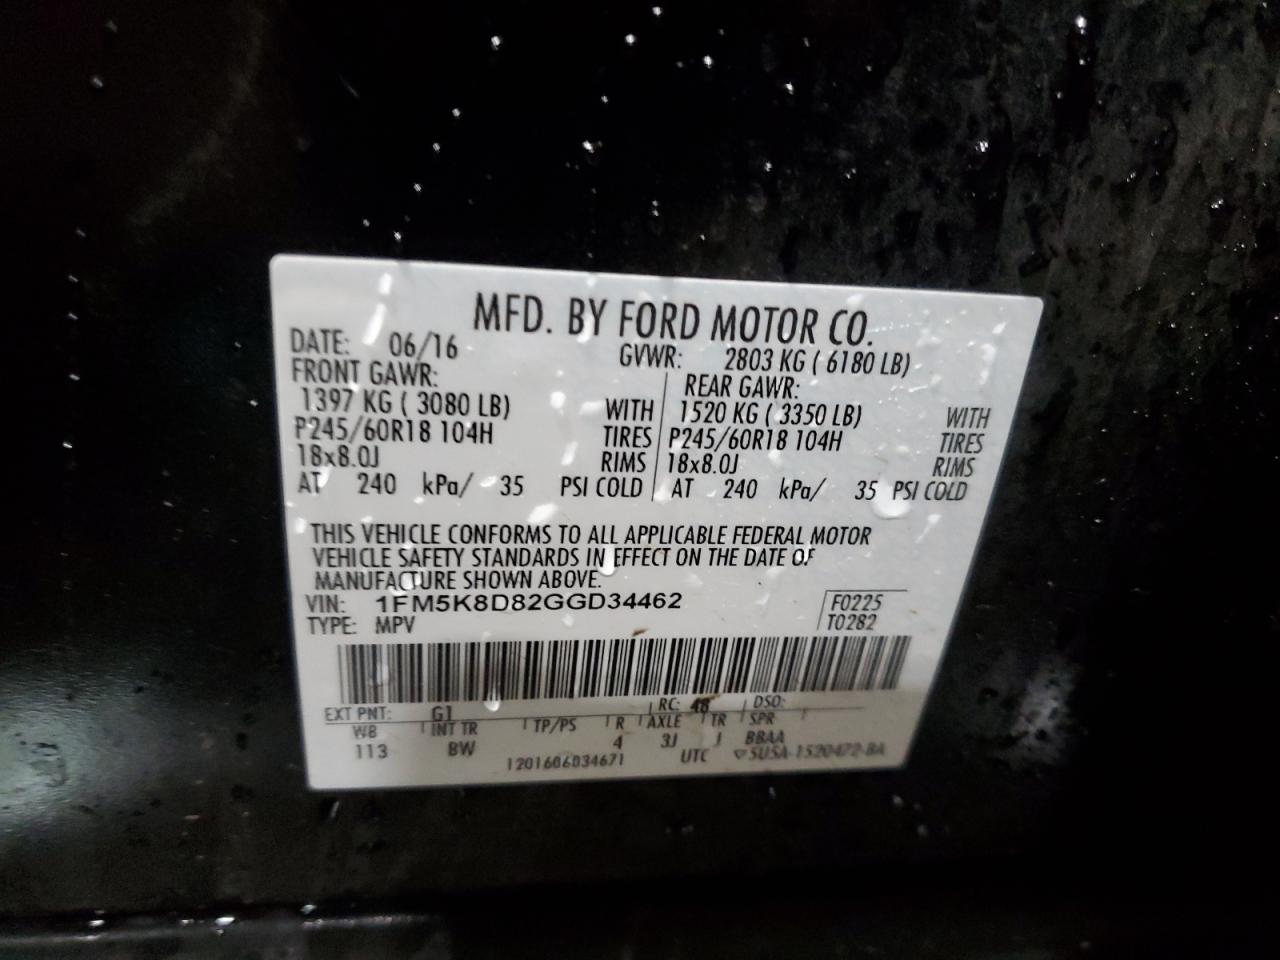 MFD. BY FORD MOTOR CO.
DATE: 06/16 GVWR: 2803 KG ( 6180 LB)
FRONT GAWR: REAR GAWR:
1397 KG ( 3080 LB) WITH 1520 KG ( 3350 LB) WITH
P245/60R18 104H TIRES P245/60R18 104H TIRES
18x8.0J RIMS 18x8.0J RIMS
AT 240 kPa/ 35 PSI COLD AT 240 kPa/ 35 PSI COLD
THIS VEHICLE CONFORMS TO ALL APPLICABLE FEDERAL MOTOR
VEHICLE SAFETY STANDARDS IN EFFECT ON THE DATE OF
MANUFACTURE SHOWN ABOVE.
VIN: 1FM5K8D82GGD34462 F0225
TYPE: MPV T0282
EXT PNT: G1 RC: 48 DSO:
WB INT TR TP/PS R AXLE TR SPR
113 BW 4 3J J BBAA
1201606034671 UTC ▽5U5A-1520472-BA